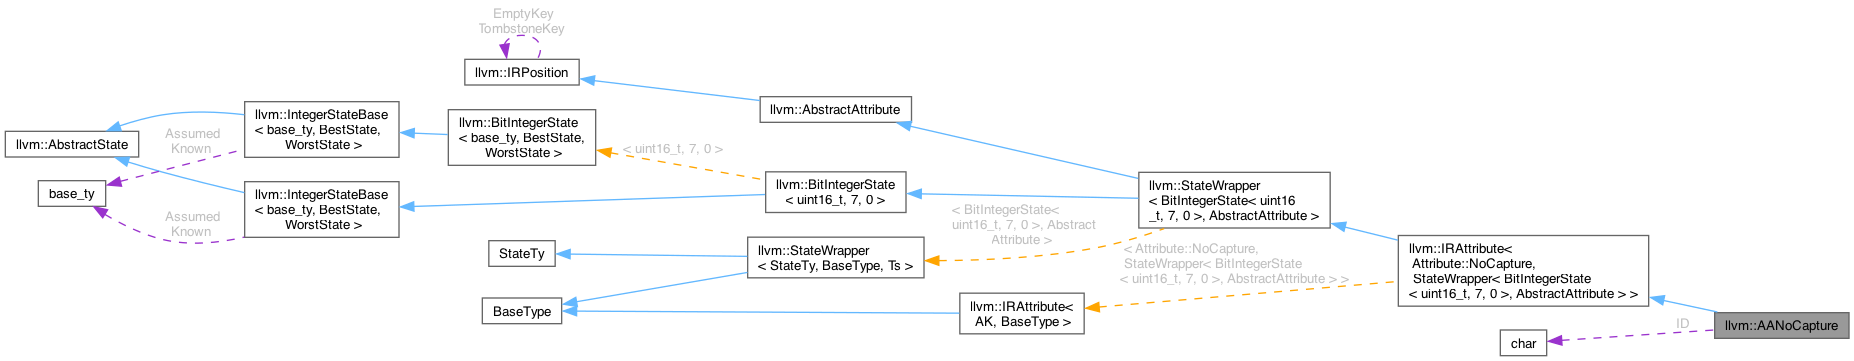 EmptyKey
TombstoneKey
llvm::IRPosition
llvm::AbstractAttribute
llvm::IntegerStateBase
< base_ty, BestState,
WorstState >
llvm::BitIntegerState
< base_ty, BestState,
WorstState >
llvm::AbstractState
Assumed
Known
< uint16_t, 7, 0 >
base_ty
llvm::IntegerStateBase
< base_ty, BestState,
WorstState >
llvm::BitIntegerState
< uint16_t, 7, 0 >
llvm::StateWrapper
< BitIntegerState< uint16
_t, 7, 0 >, AbstractAttribute >
Assumed
Known
< BitIntegerState<
uint16_t, 7, 0 >, Abstract
Attribute >
StateTy
llvm::StateWrapper
< StateTy, BaseType, Ts >
< Attribute::NoCapture,
StateWrapper< BitIntegerState
< uint16_t, 7, 0 >, AbstractAttribute > >
llvm::IRAttribute<
Attribute::NoCapture,
StateWrapper< BitIntegerState
< uint16_t, 7, 0 >, AbstractAttribute > >
BaseType
llvm::IRAttribute<
AK, BaseType >
ID
llvm::AANoCapture
char